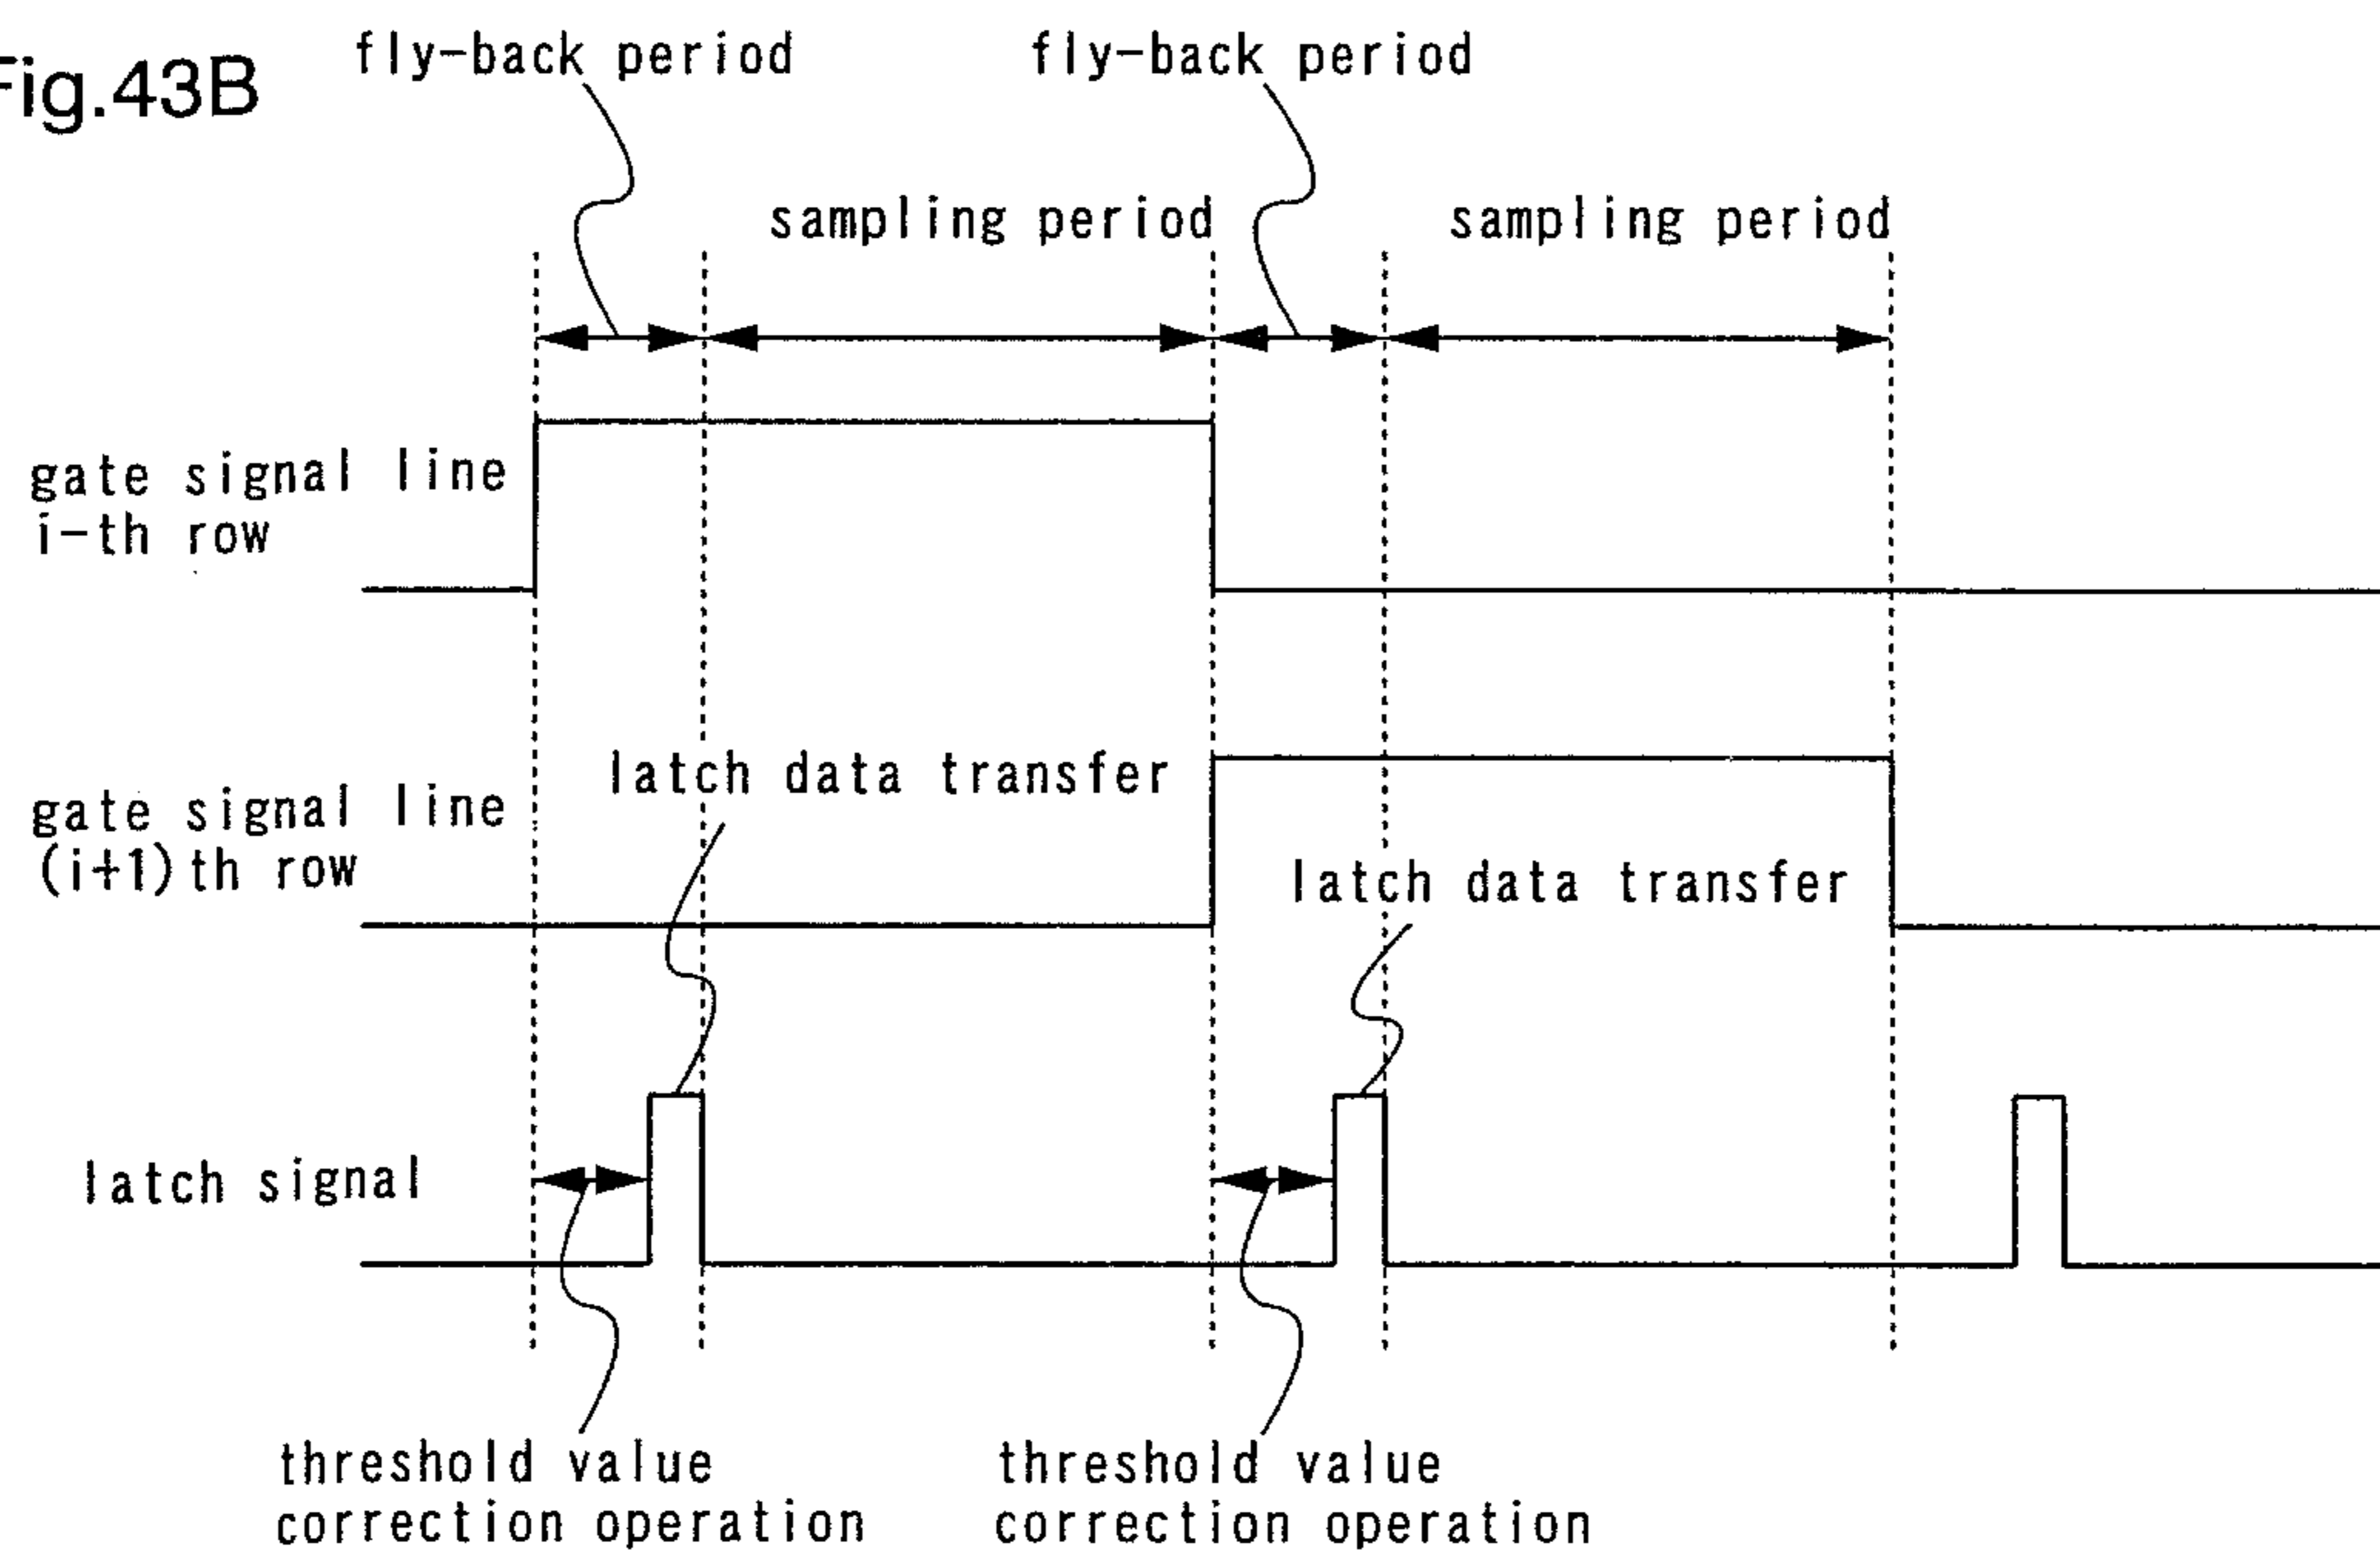 Fig.43B
fly-back period
fly-back period
sampling period
sampling period
gate signal line
i-th row
latch data transfer
gate signal line
(i+1)th row
latch data transfer
latch signal
threshold value
correction operation
threshold value
correction operation